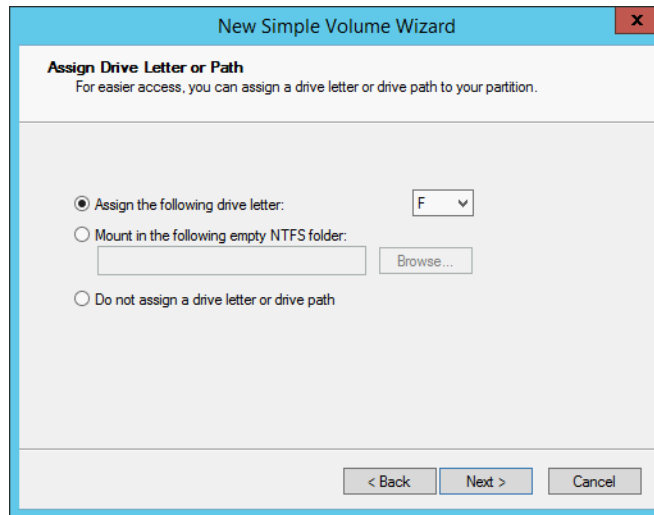 New Simple Volume Wizard
x
Assign Drive Letter or Path
For easier access, you can assign a drive letter or drive path to your partition.
Assign the following drive letter: F
Mount in the following empty NTFS folder:
Browse...
Do not assign a drive letter or drive path
< Back Next > Cancel